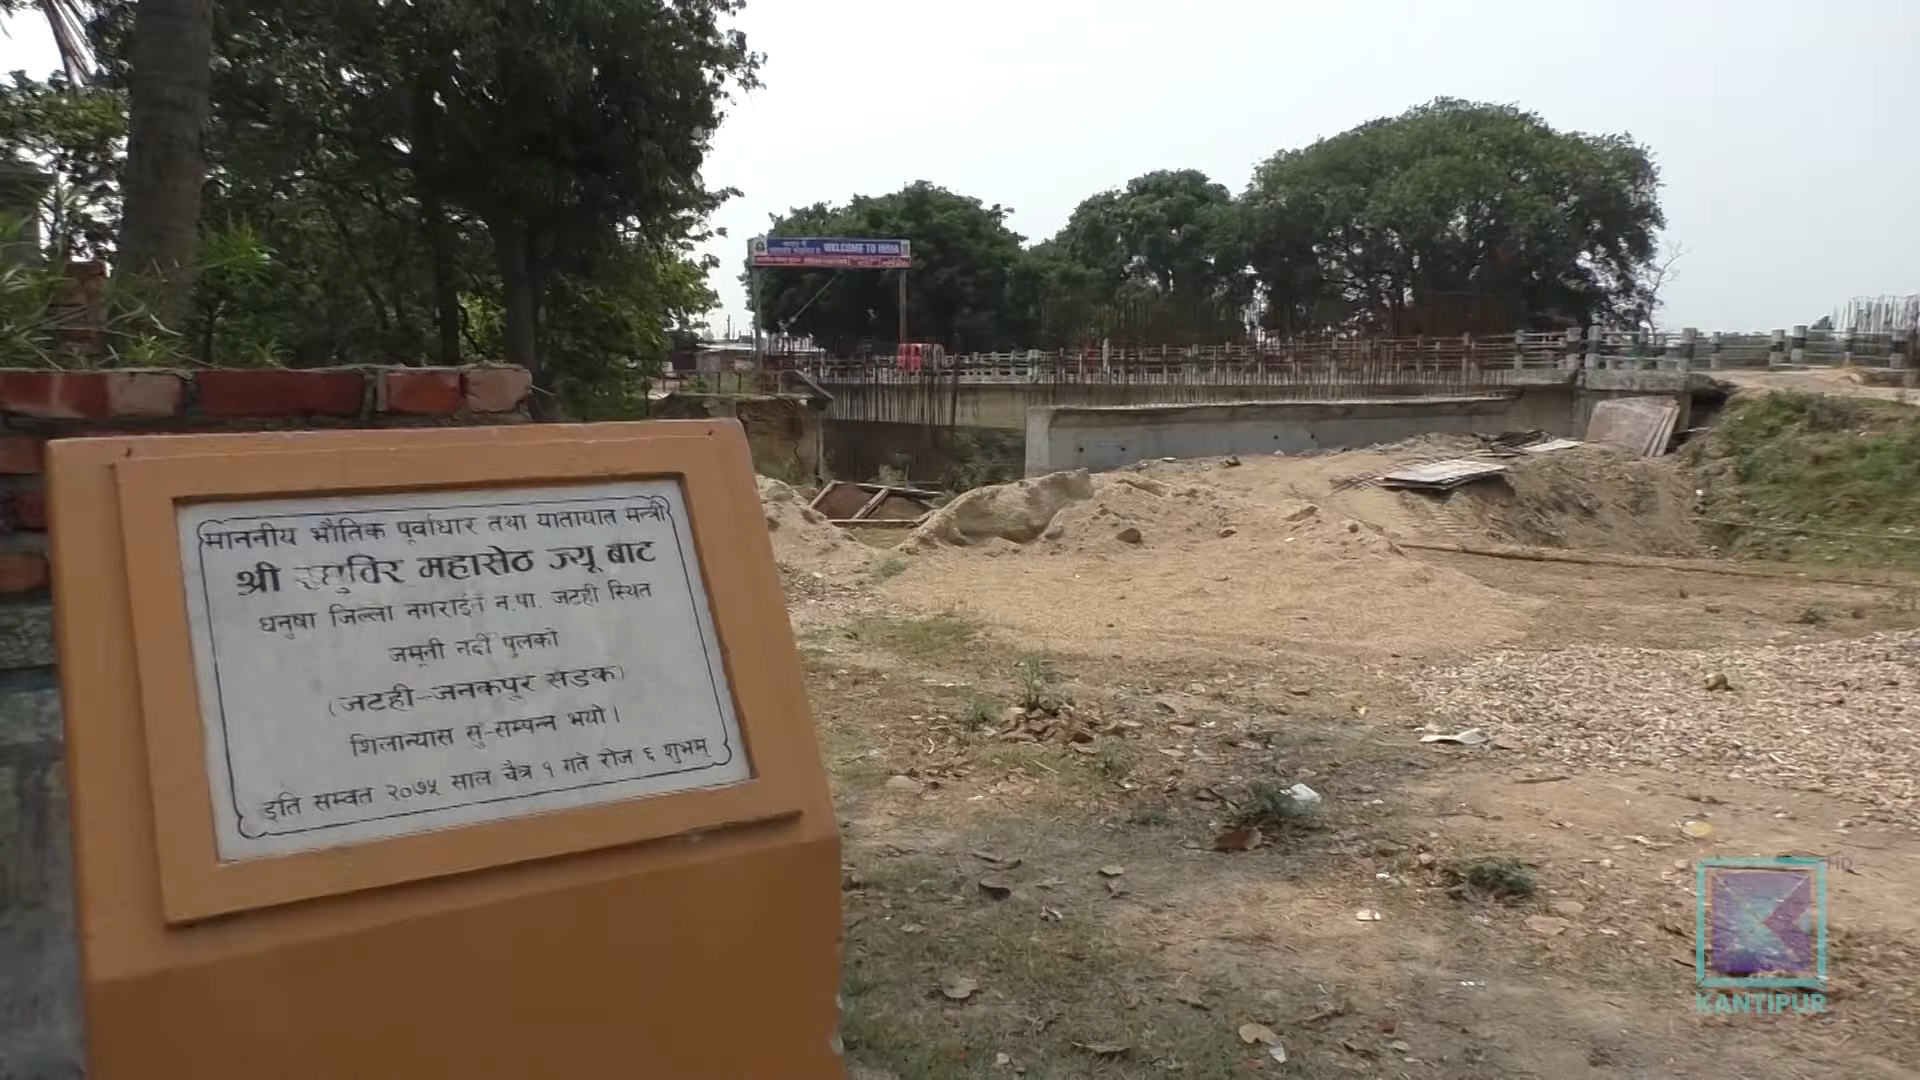 WELCOME TO INDIA
माननीय भौतिक पूर्वाधार तथा यातायात मन्त्री
श्री रघुविर महासेठ ज्यू बाट
धनुषा जिल्ला नगराईन न.पा. जटही स्थित
जमूनी नदी पुलको
(जटही-जनकपुर सडक)
शिलान्यास सु-सम्पन्न भयो।
इति सम्वत २०७५ साल चैत्र १ गते रोज ६ शुभम्
HD
KANTIPUR